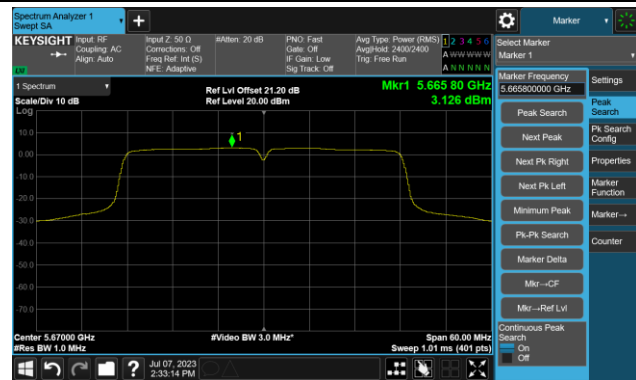 Spectrum Analyzer 1
Swept SA
+
Marker
KEYSIGHT
Input: RF
Coupling: AC
Align: Auto
Input Z: 50 Ω
Corrections: Off
Freq Ref: Int (S)
NFE: Adaptive
#Atten: 20 dB
PNO: Fast
Gate: Off
IF Gain: Low
Sig Track: Off
Avg Type: Power (RMS)
Avg|Hold: 2400/2400
Trig: Free Run
1 2 3 4 5 6
A W W W W W
A N N N N N
LW
Select Marker
Marker 1
1 Spectrum
Scale/Div 10 dB
Ref Lvl Offset 21.20 dB
Ref Level 20.00 dBm
Mkr1 5.665 80 GHz
3.126 dBm
Log
10.0
0.00
-10.0
-20.0
-30.0
-40.0
-50.0
-60.0
-70.0
1
Center 5.67000 GHz
#Res BW 1.0 MHz
#Video BW 3.0 MHz*
Span 60.00 MHz
Sweep 1.01 ms (401 pts)
Marker Frequency
5.665800000 GHz
Peak Search
Next Peak
Next Pk Right
Next Pk Left
Minimum Peak
Pk-Pk Search
Marker Delta
Mkr→CF
Mkr→Ref Lvl
Continuous Peak
Search
On
Off
Settings
Peak
Search
Pk Search
Config
Properties
Marker
Function
Marker→
Counter
?
Jul 07, 2023
2:33:14 PM